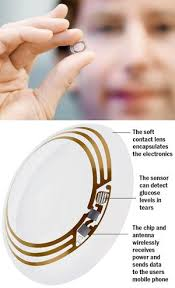 The soft
contact lens
encapsulates
the electronics
The sensor
can detect
glucose
levels in
tears
The chip and
antenna
wirelessly
receives
power and
sends data
to the users
mobile phone